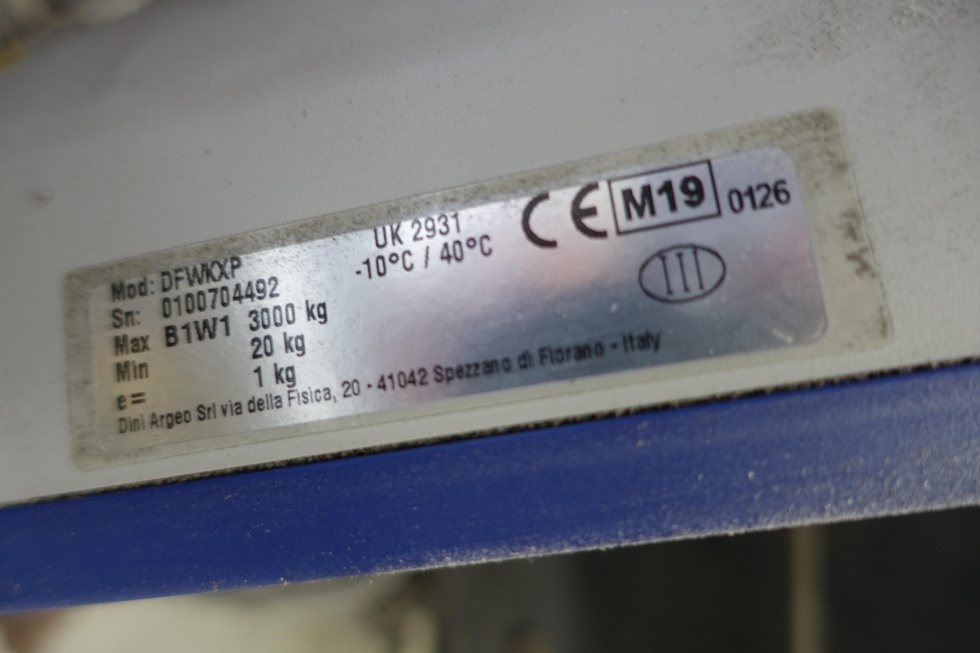 Mod: DFWKXP
Sn: 0100704492
Max B1W1 3000 kg
Min 20 kg
e= 1 kg
Dini Argeo Srl via della Fisica, 20 - 41042 Spezzano di Fiorano - Italy
UK 2931
-10°C / 40°C
CE M19 0126
III